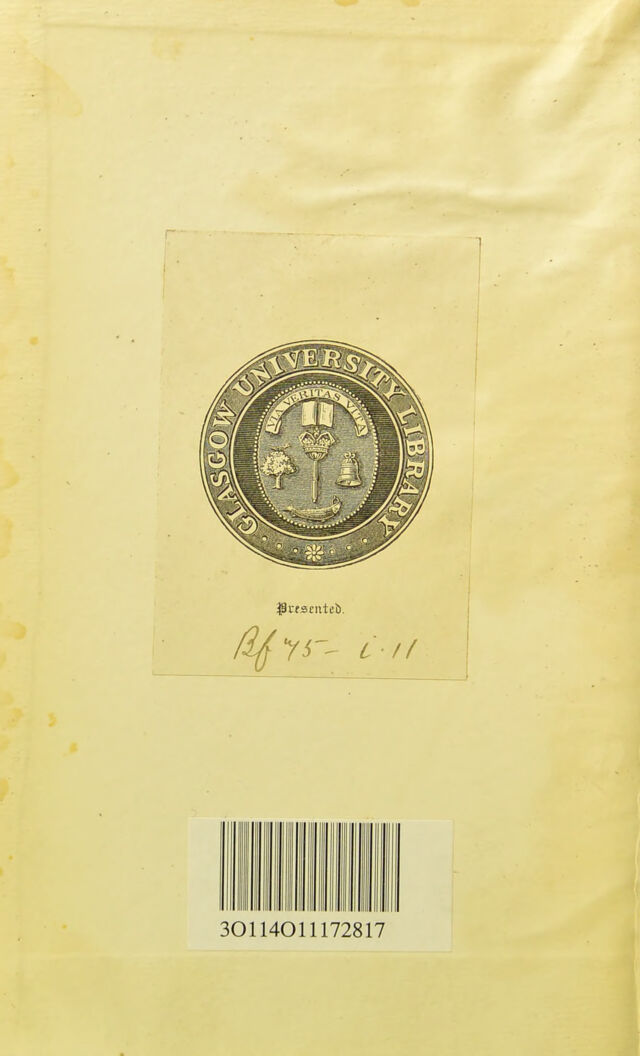 GLASGOW UNIVERSITY LIBRARY
VIA VERITAS VITA
Presented.
Bf 75 - i.11
30114011172817